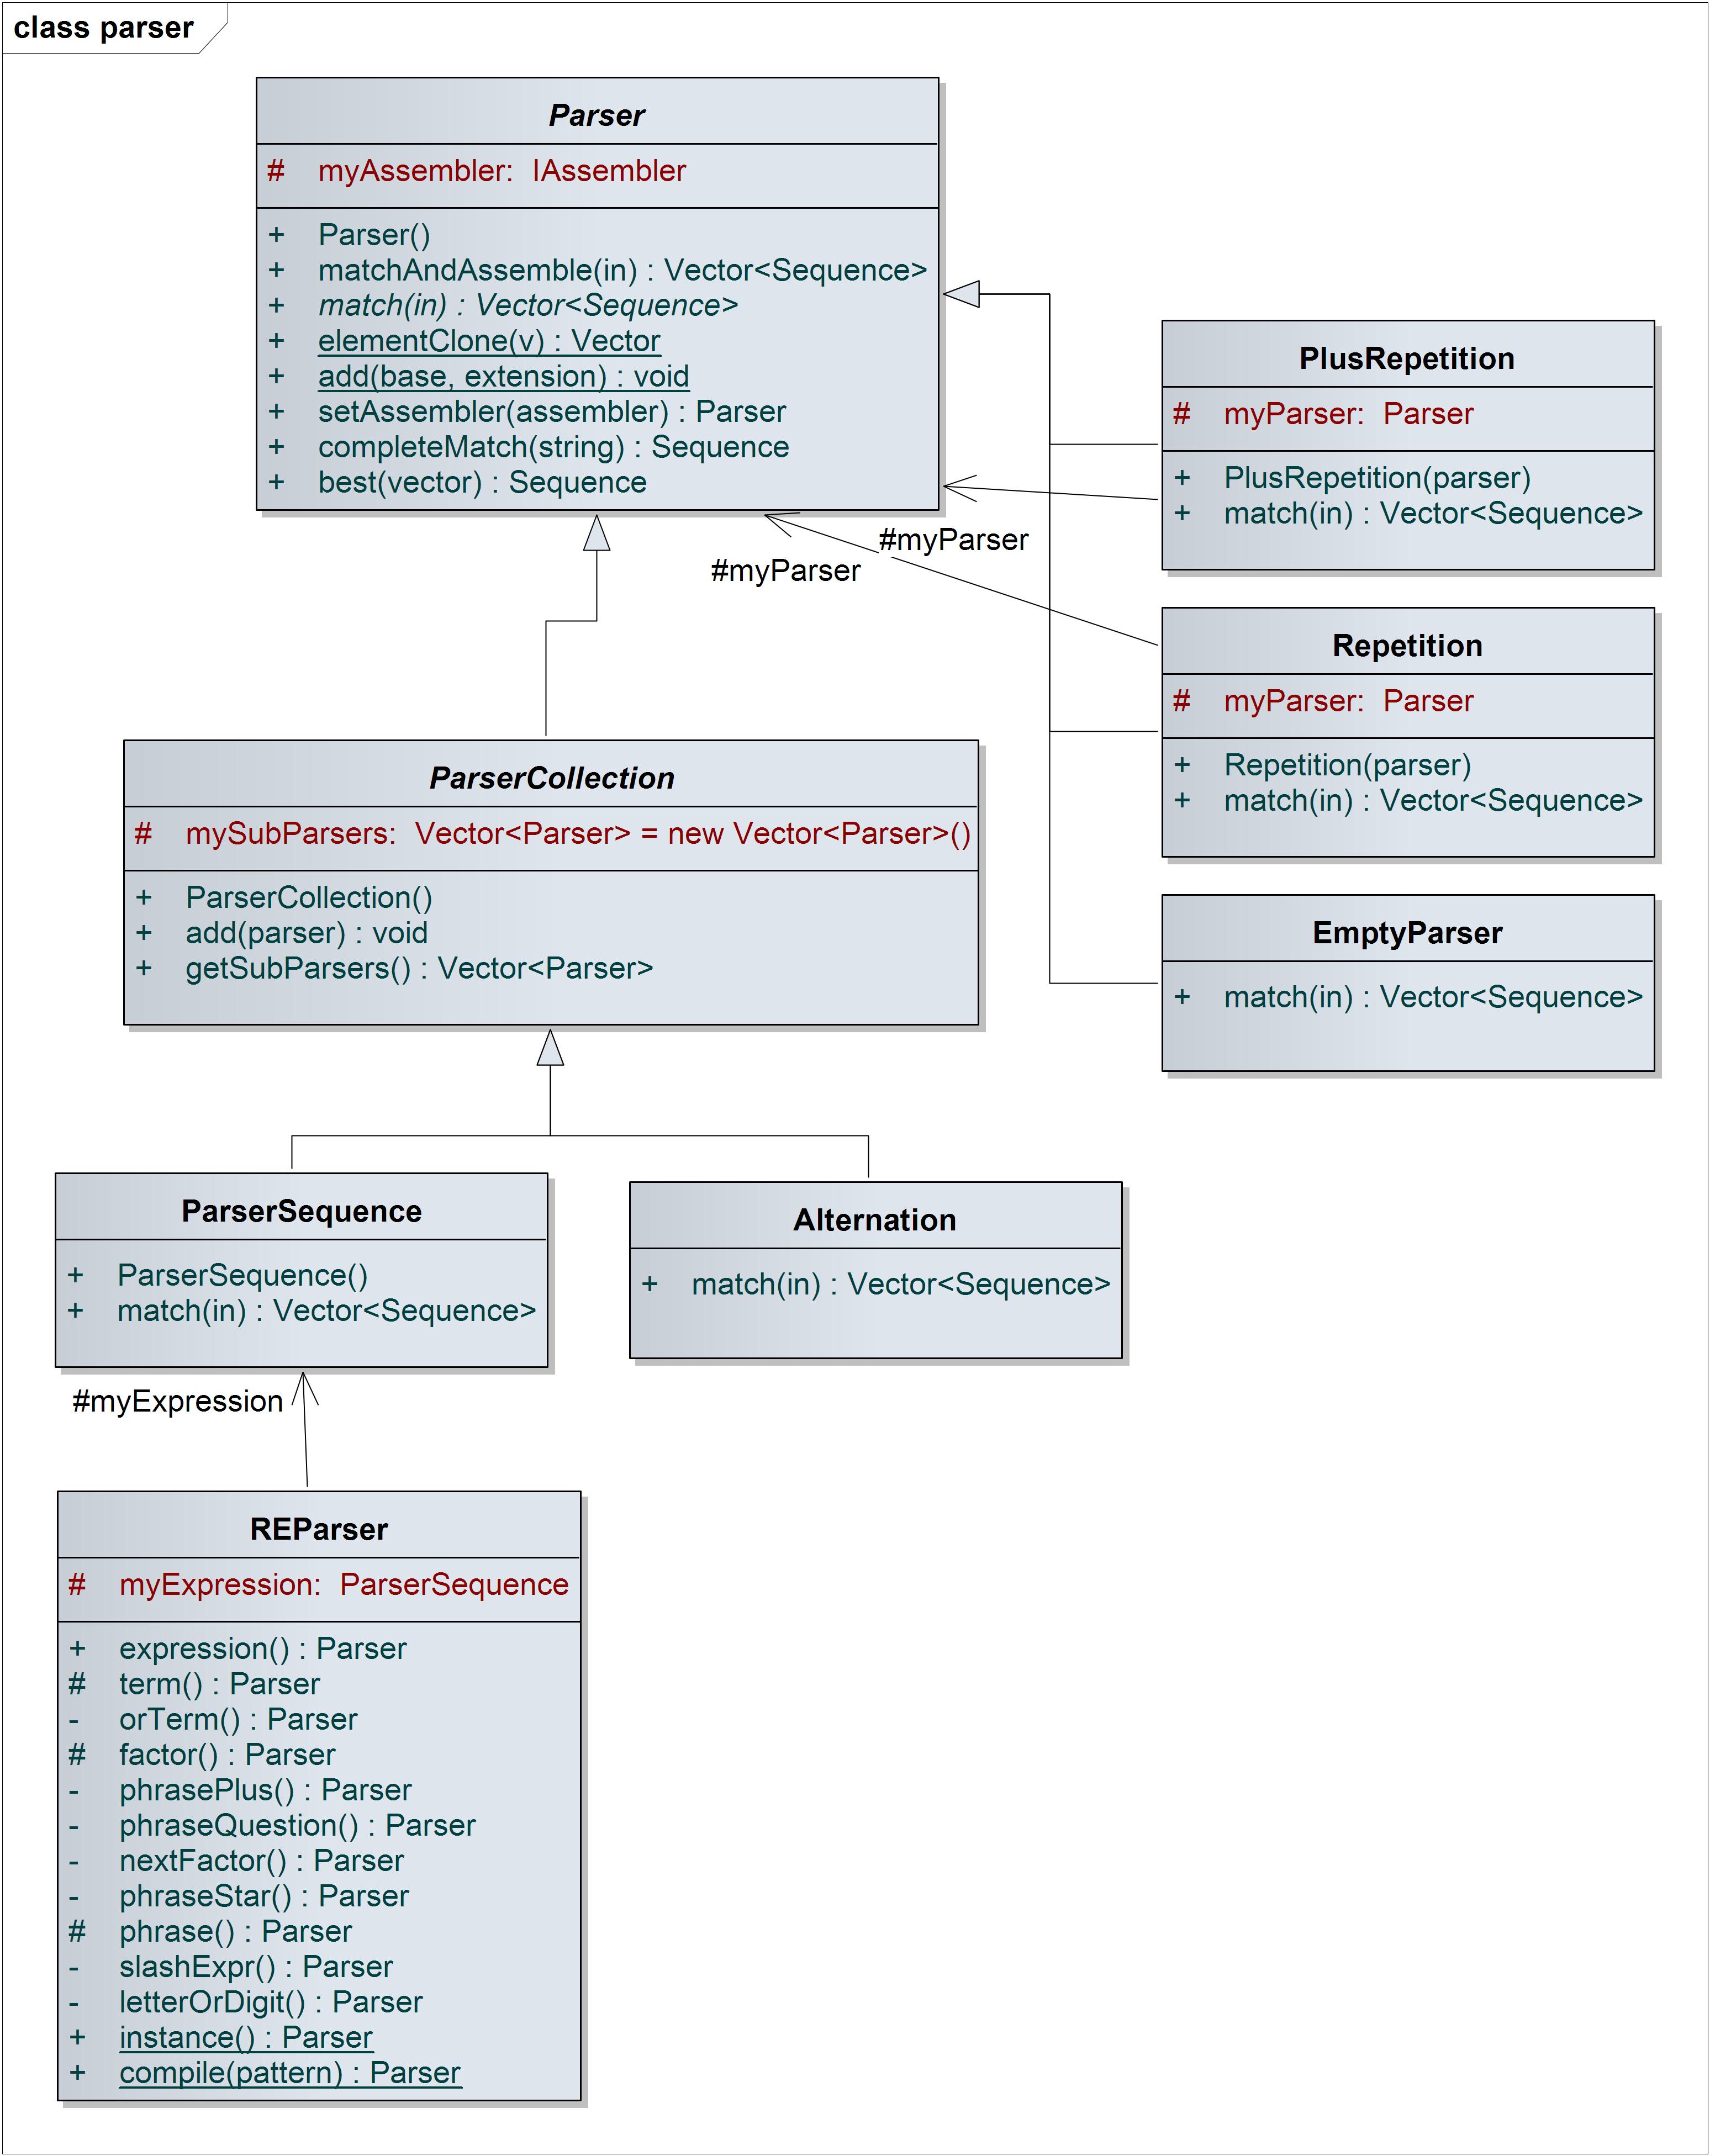 class parser
Parser
# myAssembler: IAssembler
+ Parser()
+ matchAndAssemble(in) : Vector<Sequence>
+ match(in) : Vector<Sequence>
+ elementClone(v) : Vector
+ add(base, extension) : void
+ setAssembler(assembler) : Parser
+ completeMatch(string) : Sequence
+ best(vector) : Sequence
PlusRepetition
# myParser: Parser
+ PlusRepetition(parser)
+ match(in) : Vector<Sequence>
#myParser
#myParser
Repetition
# myParser: Parser
+ Repetition(parser)
+ match(in) : Vector<Sequence>
ParserCollection
# mySubParsers: Vector<Parser> = new Vector<Parser>()
+ ParserCollection()
+ add(parser) : void
+ getSubParsers() : Vector<Parser>
EmptyParser
+ match(in) : Vector<Sequence>
ParserSequence
+ ParserSequence()
+ match(in) : Vector<Sequence>
Alternation
+ match(in) : Vector<Sequence>
#myExpression
REParser
# myExpression: ParserSequence
+ expression() : Parser
# term() : Parser
- orTerm() : Parser
# factor() : Parser
- phrasePlus() : Parser
- phraseQuestion() : Parser
- nextFactor() : Parser
- phraseStar() : Parser
# phrase() : Parser
- slashExpr() : Parser
- letterOrDigit() : Parser
+ instance() : Parser
+ compile(pattern) : Parser